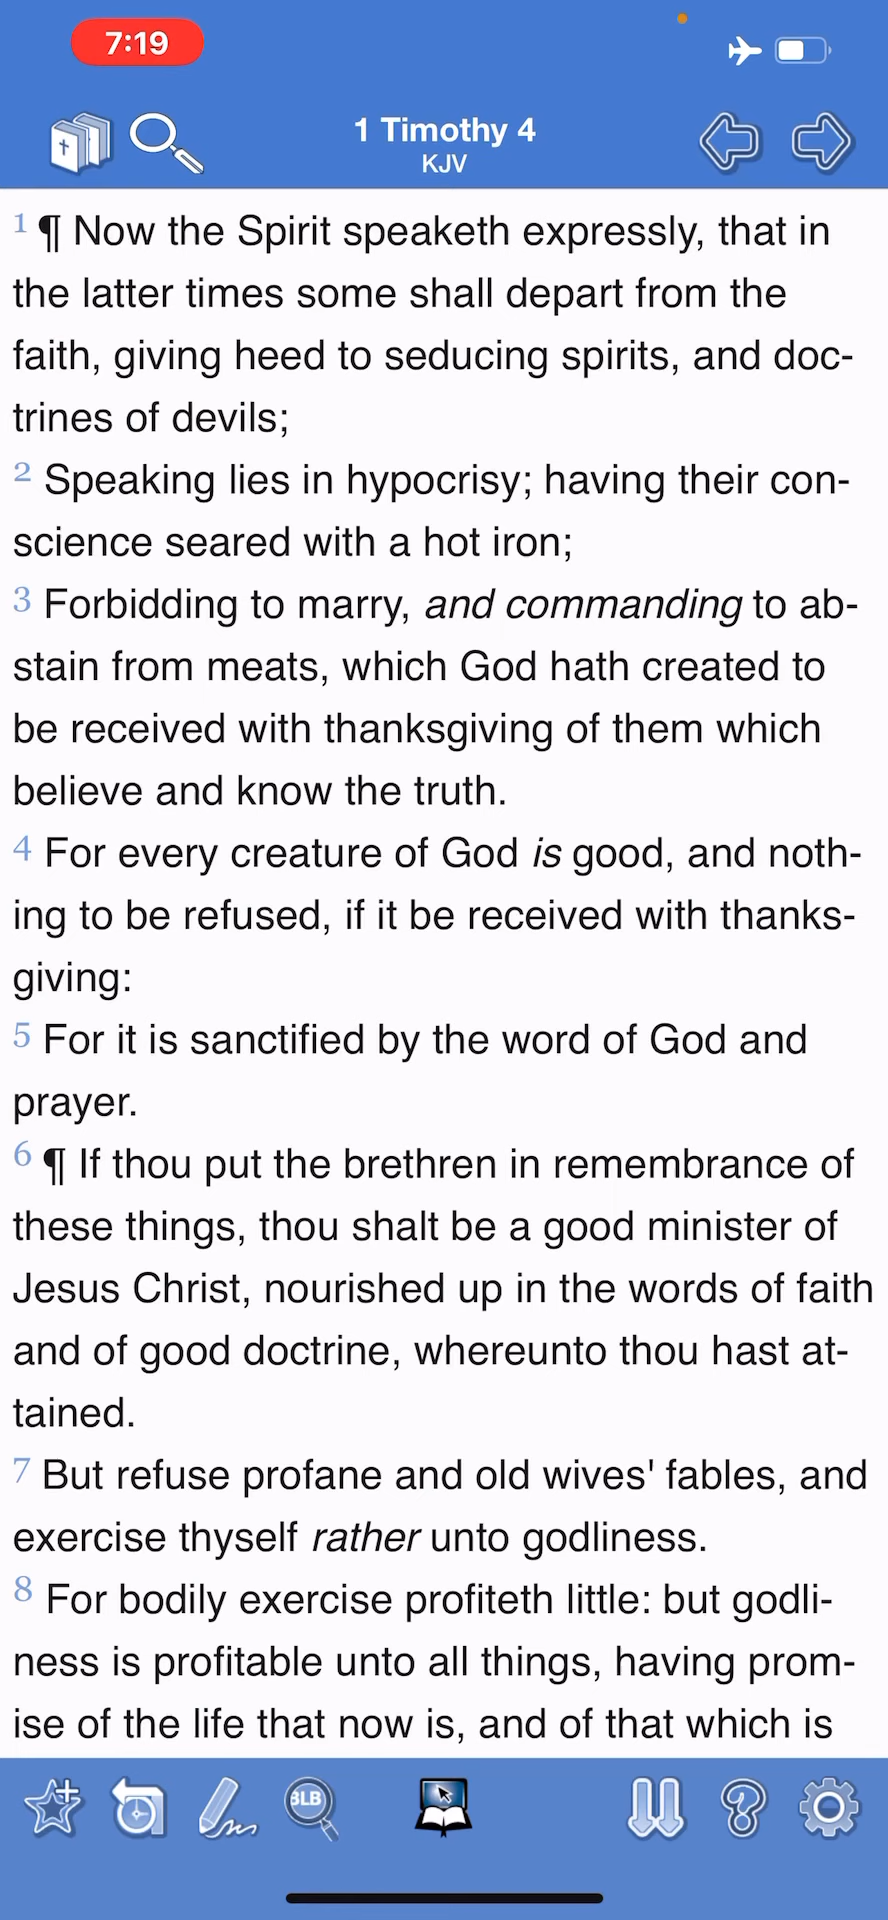 7:19
1 Timothy 4
KJV
1 ¶ Now the Spirit speaketh expressly, that in
the latter times some shall depart from the
faith, giving heed to seducing spirits, and doc-
trines of devils;
2 Speaking lies in hypocrisy; having their con-
science seared with a hot iron;
3 Forbidding to marry, and commanding to ab-
stain from meats, which God hath created to
be received with thanksgiving of them which
believe and know the truth.
4 For every creature of God is good, and noth-
ing to be refused, if it be received with thanks-
giving:
5 For it is sanctified by the word of God and
prayer.
6 ¶ If thou put the brethren in remembrance of
these things, thou shalt be a good minister of
Jesus Christ, nourished up in the words of faith
and of good doctrine, whereunto thou hast at-
tained.
7 But refuse profane and old wives' fables, and
exercise thyself rather unto godliness.
8 For bodily exercise profiteth little: but godli-
ness is profitable unto all things, having prom-
ise of the life that now is, and of that which is
BLB